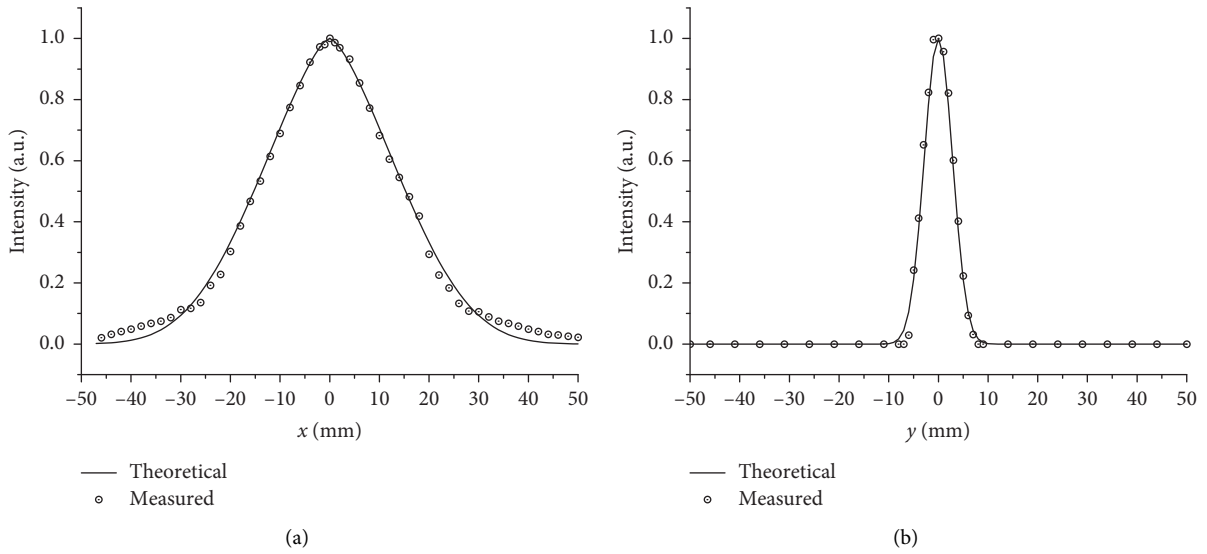 1.0
0.8
0.6
0.4
0.2
0.0
Intensity (a.u.)
–50 –40 –30 –20 –10 0 10 20 30 40 50
x (mm)
Theoretical
Measured
(a)
1.0
0.8
0.6
0.4
0.2
0.0
Intensity (a.u.)
–50 –40 –30 –20 –10 0 10 20 30 40 50
y (mm)
Theoretical
Measured
(b)